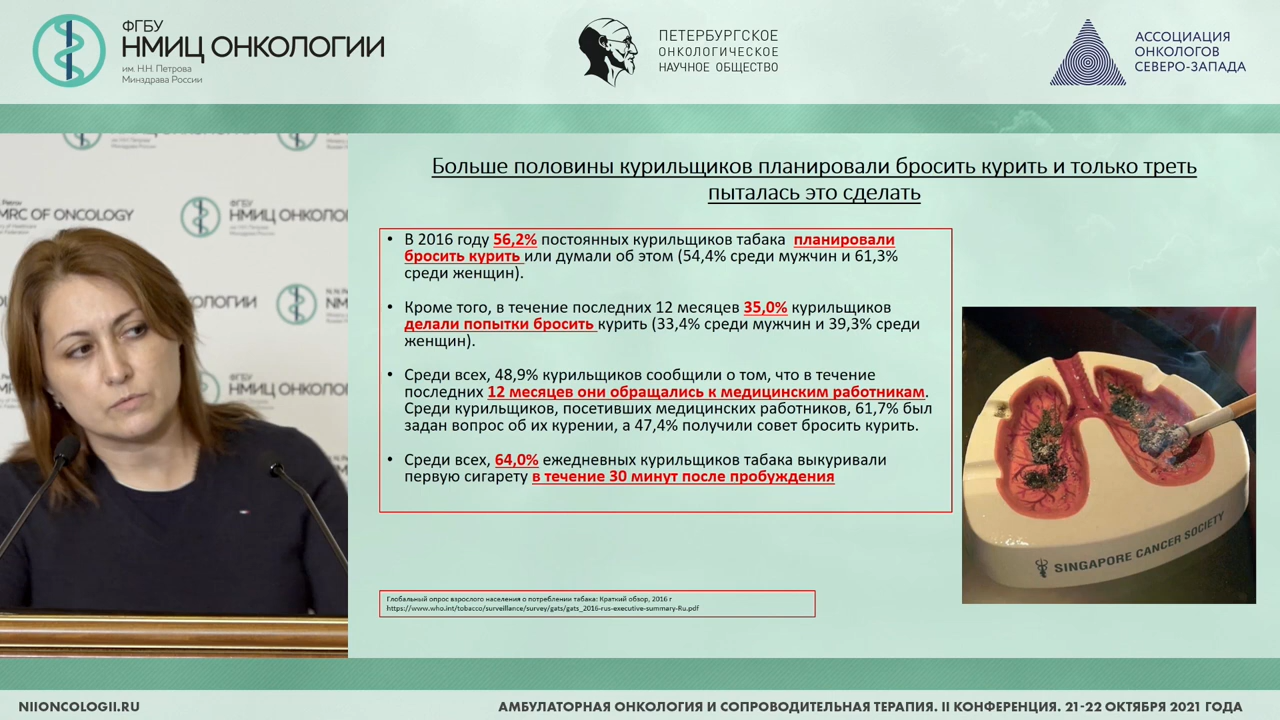 ФГБУ
НМИЦ ОНКОЛОГИИ
им. Н.Н. Петрова
Минздрава России
ПЕТЕРБУРГСКОЕ
ОНКОЛОГИЧЕСКОЕ
НАУЧНОЕ ОБЩЕСТВО
АССОЦИАЦИЯ
ОНКОЛОГОВ
СЕВЕРО-ЗАПАДА
НМИЦ ОНКОЛОГИИ
MRC OF ONCOLOGY
НМИЦ ОНКОЛО
ОЛОГИИ
НМИЦ ОНКОЛО
Больше половины курильщиков планировали бросить курить и только треть
пыталась это сделать
• В 2016 году 56,2% постоянных курильщиков табака планировали
бросить курить или думали об этом (54,4% среди мужчин и 61,3%
среди женщин).
• Кроме того, в течение последних 12 месяцев 35,0% курильщиков
делали попытки бросить курить (33,4% среди мужчин и 39,3% среди
женщин).
• Среди всех, 48,9% курильщиков сообщили о том, что в течение
последних 12 месяцев они обращались к медицинским работникам.
Среди курильщиков, посетивших медицинских работников, 61,7% был
задан вопрос об их курении, а 47,4% получили совет бросить курить.
• Среди всех, 64,0% ежедневных курильщиков табака выкуривали
первую сигарету в течение 30 минут после пробуждения
SINGAPORE CANCER SOCIETY
Глобальный опрос взрослого населения о потреблении табака: Краткий обзор, 2016 г
https://www.who.int/tobacco/surveillance/survey/gats/gats_2016-rus-executive-summary-Ru.pdf
NIIONCOLOGII.RU
АМБУЛАТОРНАЯ ОНКОЛОГИЯ И СОПРОВОДИТЕЛЬНАЯ ТЕРАПИЯ. II КОНФЕРЕНЦИЯ. 21-22 ОКТЯБРЯ 2021 ГОДА